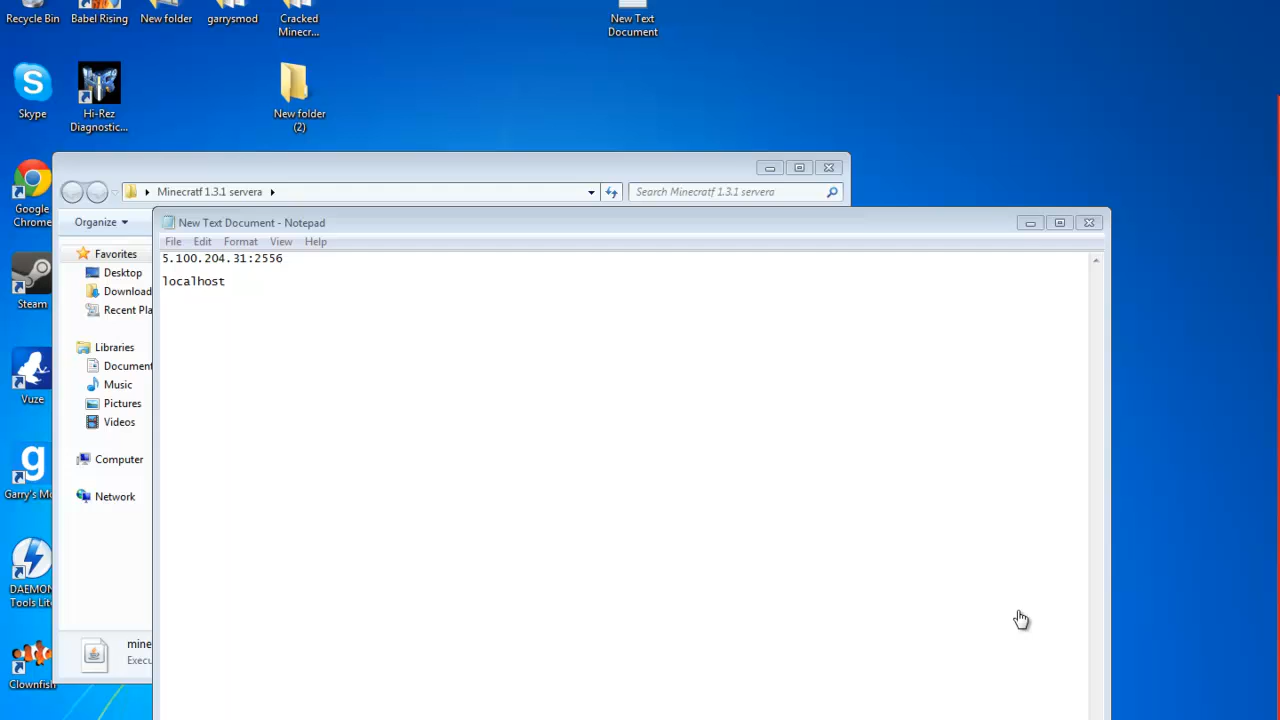 Recycle Bin
Babel Rising
New folder
garrysmod
Cracked
Minecr...
New Text
Document
Skype
Hi-Rez
Diagnostic...
New folder
(2)
Google
Chrome
Steam
Vuze
Garry's Mo
DAEMON
Tools Lite
Clownfish
Minecratf 1.3.1 servera
Search Minecratf 1.3.1 servera
Organize
Favorites
Desktop
Download
Recent Pla
Libraries
Document
Music
Pictures
Videos
Computer
Network
mine
Execu
New Text Document - Notepad
File Edit Format View Help
5.100.204.31:2556
localhost